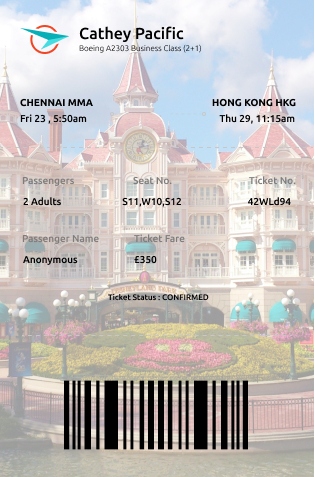 Cathey Pacific
Boeing A2303 Business Class (2+1)
CHENNAI MMA HONG KONG HKG
Fri 23 , 5:50am Thu 29, 11:15am
Passengers Seat No. Ticket No.
2 Adults S11,W10,S12 42WLd94
Passenger Name Ticket Fare
Anonymous £350
Ticket Status : CONFIRMED